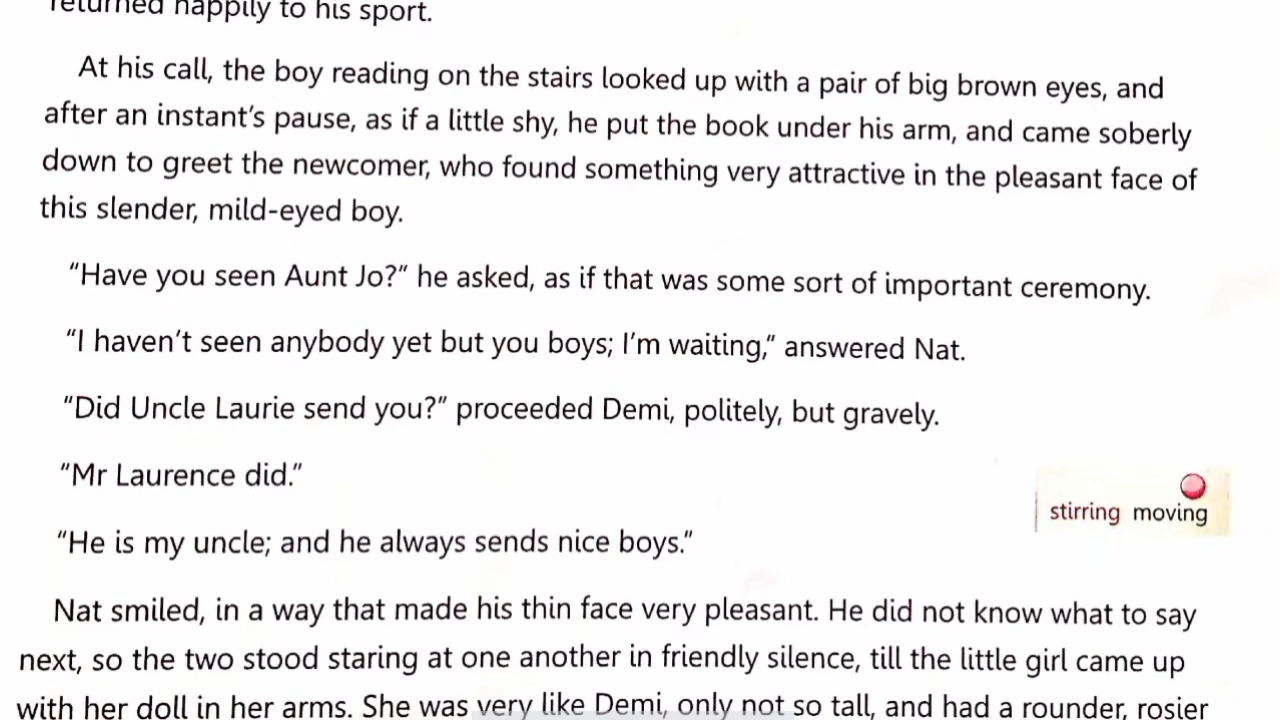 returned happily to his sport.
At his call, the boy reading on the stairs looked up with a pair of big brown eyes, and
after an instant's pause, as if a little shy, he put the book under his arm, and came soberly
down to greet the newcomer, who found something very attractive in the pleasant face of
this slender, mild-eyed boy.
“Have you seen Aunt Jo?” he asked, as if that was some sort of important ceremony.
“I haven't seen anybody yet but you boys; I'm waiting,” answered Nat.
“Did Uncle Laurie send you?” proceeded Demi, politely, but gravely.
“Mr Laurence did.”
stirring moving
“He is my uncle; and he always sends nice boys.”
Nat smiled, in a way that made his thin face very pleasant. He did not know what to say
next, so the two stood staring at one another in friendly silence, till the little girl came up
with her doll in her arms. She was very like Demi, only not so tall, and had a rounder, rosier